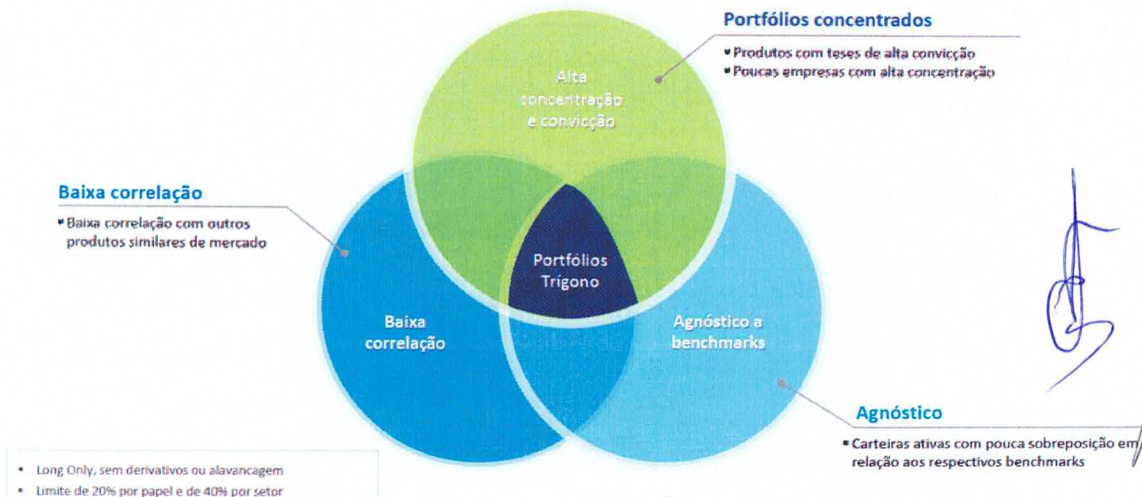 Portfólios concentrados
Produtos com teses de alta convicção
Poucas empresas com alta concentração
Alta
concentração
e convicção
Baixa correlação
Baixa correlação com outros
produtos similares de mercado
Portfólios
Trígono
Baixa
correlação
Agnóstico a
benchmarks
Agnóstico
Carteiras ativas com pouca sobreposição em
relação aos respectivos benchmarks
Long Only, sem derivativos ou alavancagem
Limite de 20% por papel e de 40% por setor